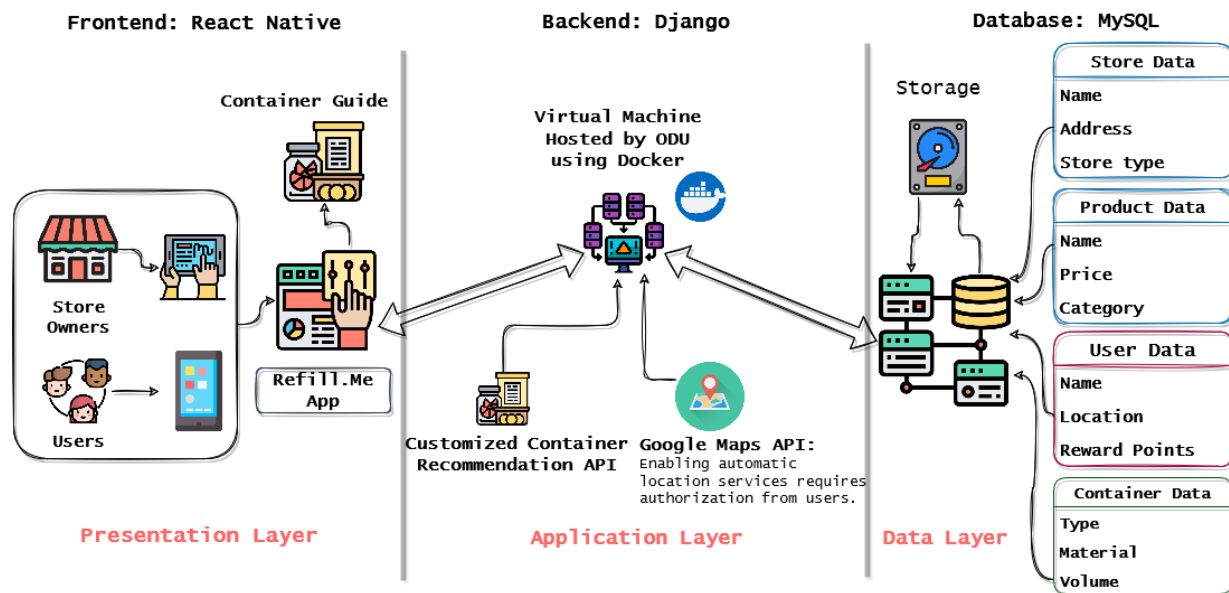 Frontend: React Native
Backend: Django
Database: MySQL
Container Guide
Store
Owners
Users
Refill.Me
App
Presentation Layer
Virtual Machine
Hosted by ODU
using Docker
Customized Container
Recommendation API
Google Maps API:
Enabling automatic
location services requires
authorization from users.
Application Layer
Storage
Data Layer
Store Data
Name
Address
Store type
Product Data
Name
Price
Category
User Data
Name
Location
Reward Points
Container Data
Type
Material
Volume